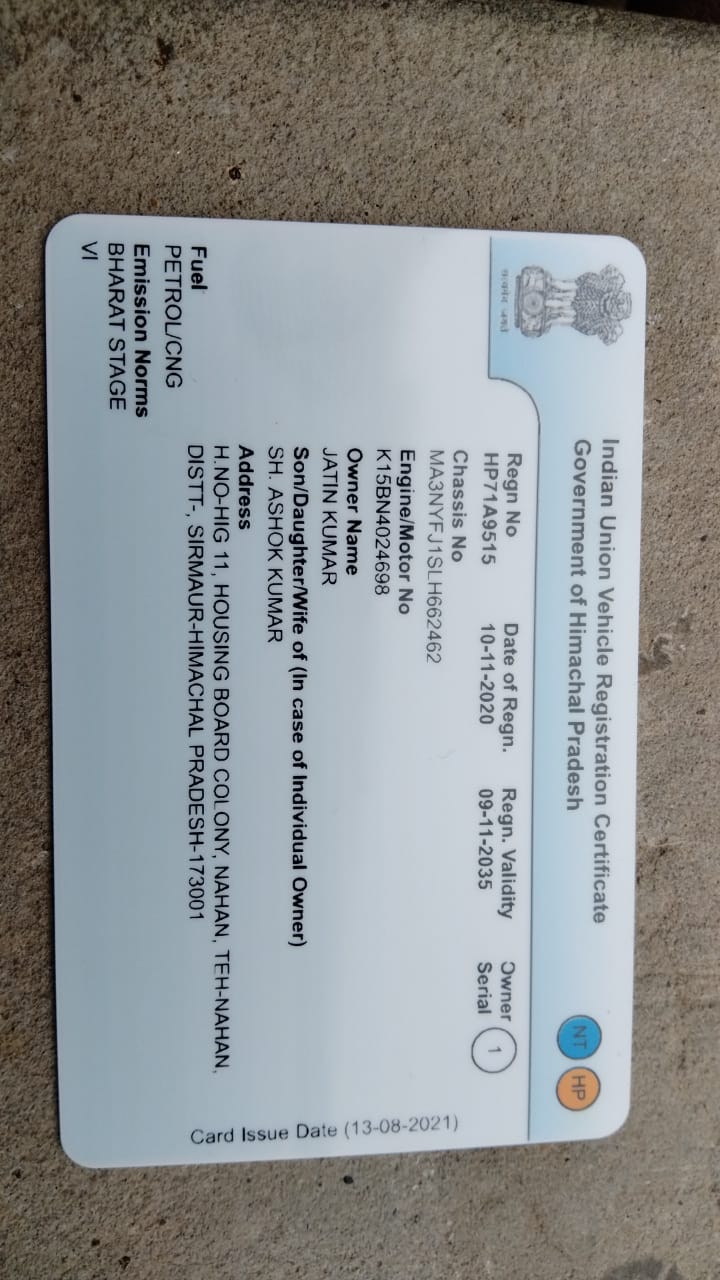 Indian Union Vehicle Registration Certificate
Government of Himachal Pradesh
NT HP
सत्यमेव जयते
Regn No Date of Regn. Regn. Validity Owner
HP71A9515 10-11-2020 09-11-2035 Serial 1
Chassis No
MA3NYFJ1SLH662462
Engine/Motor No
K15BN4024698
Owner Name
JATIN KUMAR
Son/Daughter/Wife of (In case of Individual Owner)
SH. ASHOK KUMAR
Address
H.NO-HIG 11, HOUSING BOARD COLONY, NAHAN, TEH-NAHAN,
DISTT-, SIRMAUR-HIMACHAL PRADESH-173001
Fuel
PETROL/CNG
Emission Norms
BHARAT STAGE
VI
Card Issue Date (13-08-2021)